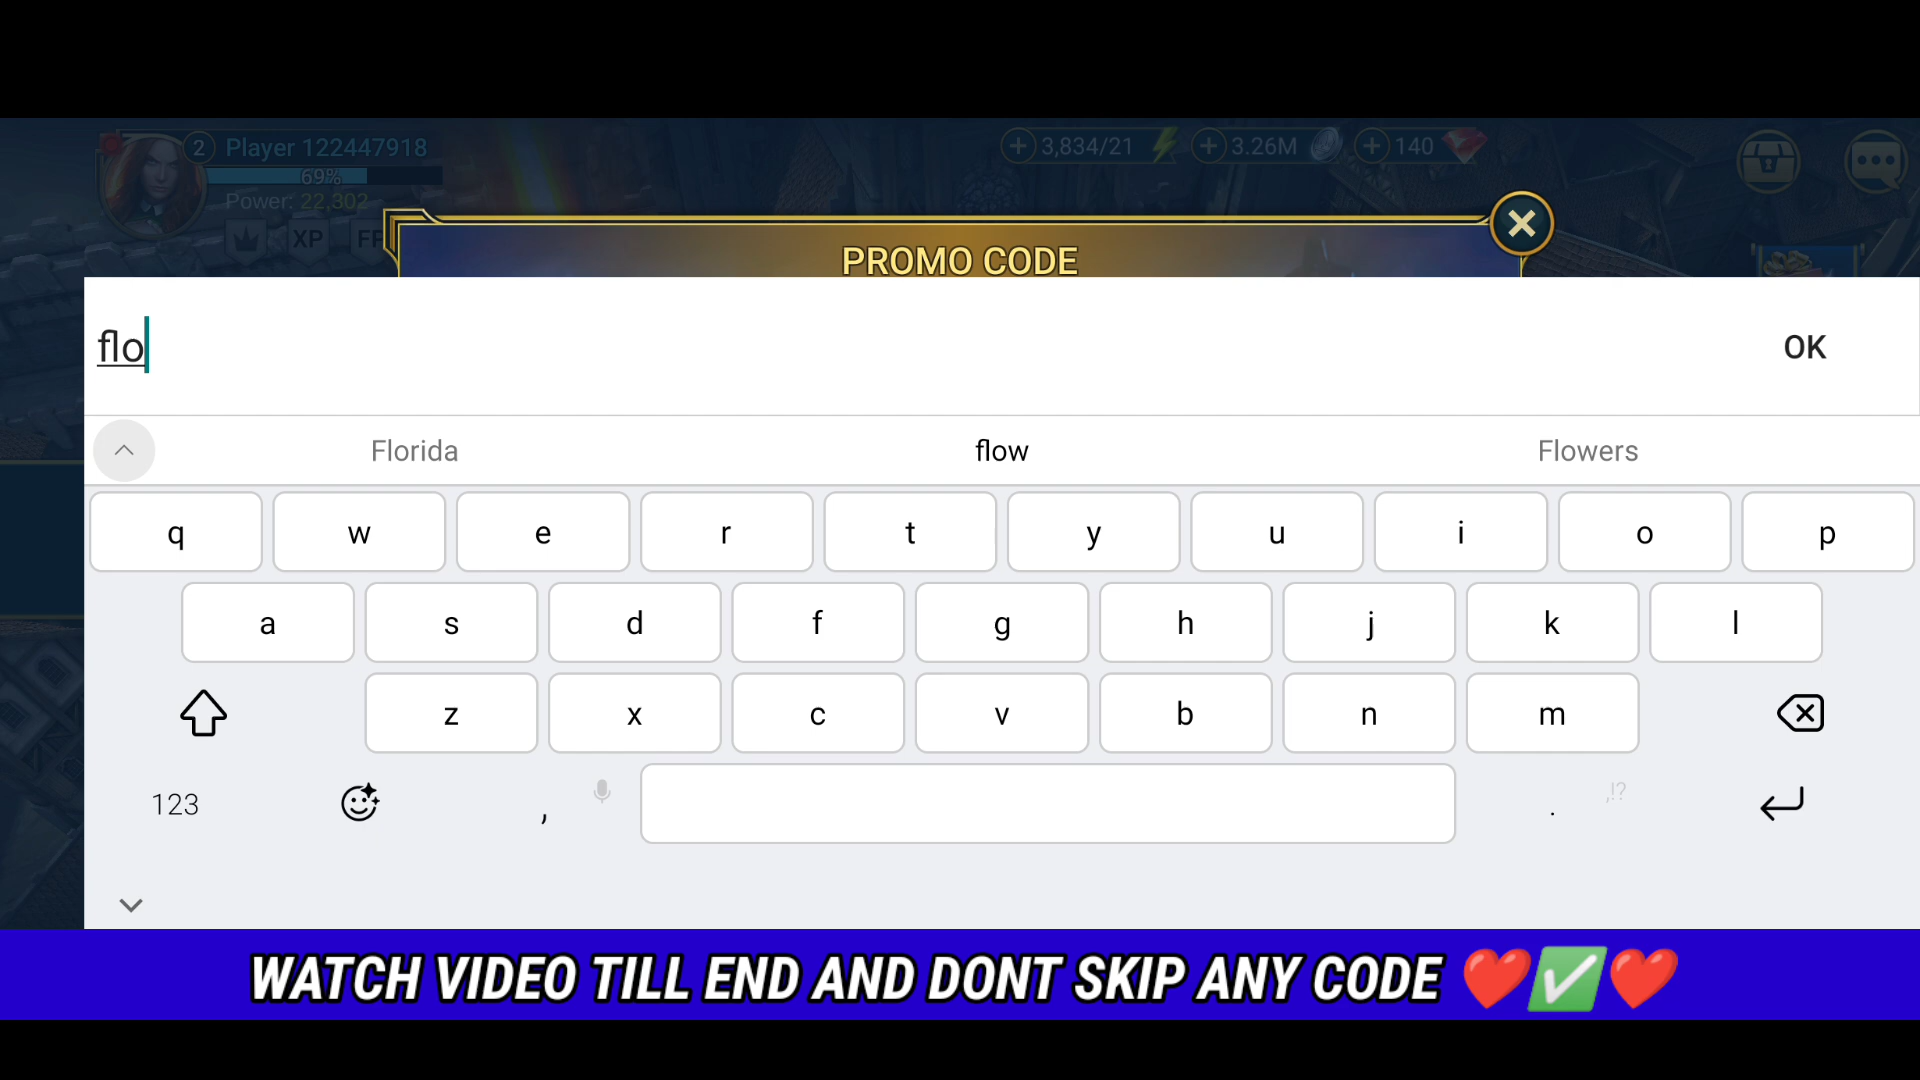 2 Player 122447918
3,834/21 3.26M 140
69%
Power: 22,302
XP
PROMO CODE
flo
OK
Florida flow Flowers
q w e r t y u i o p
a s d f g h j k l
z x c v b n m
123 , . ,!?
WATCH VIDEO TILL END AND DONT SKIP ANY CODE ❤️✅❤️